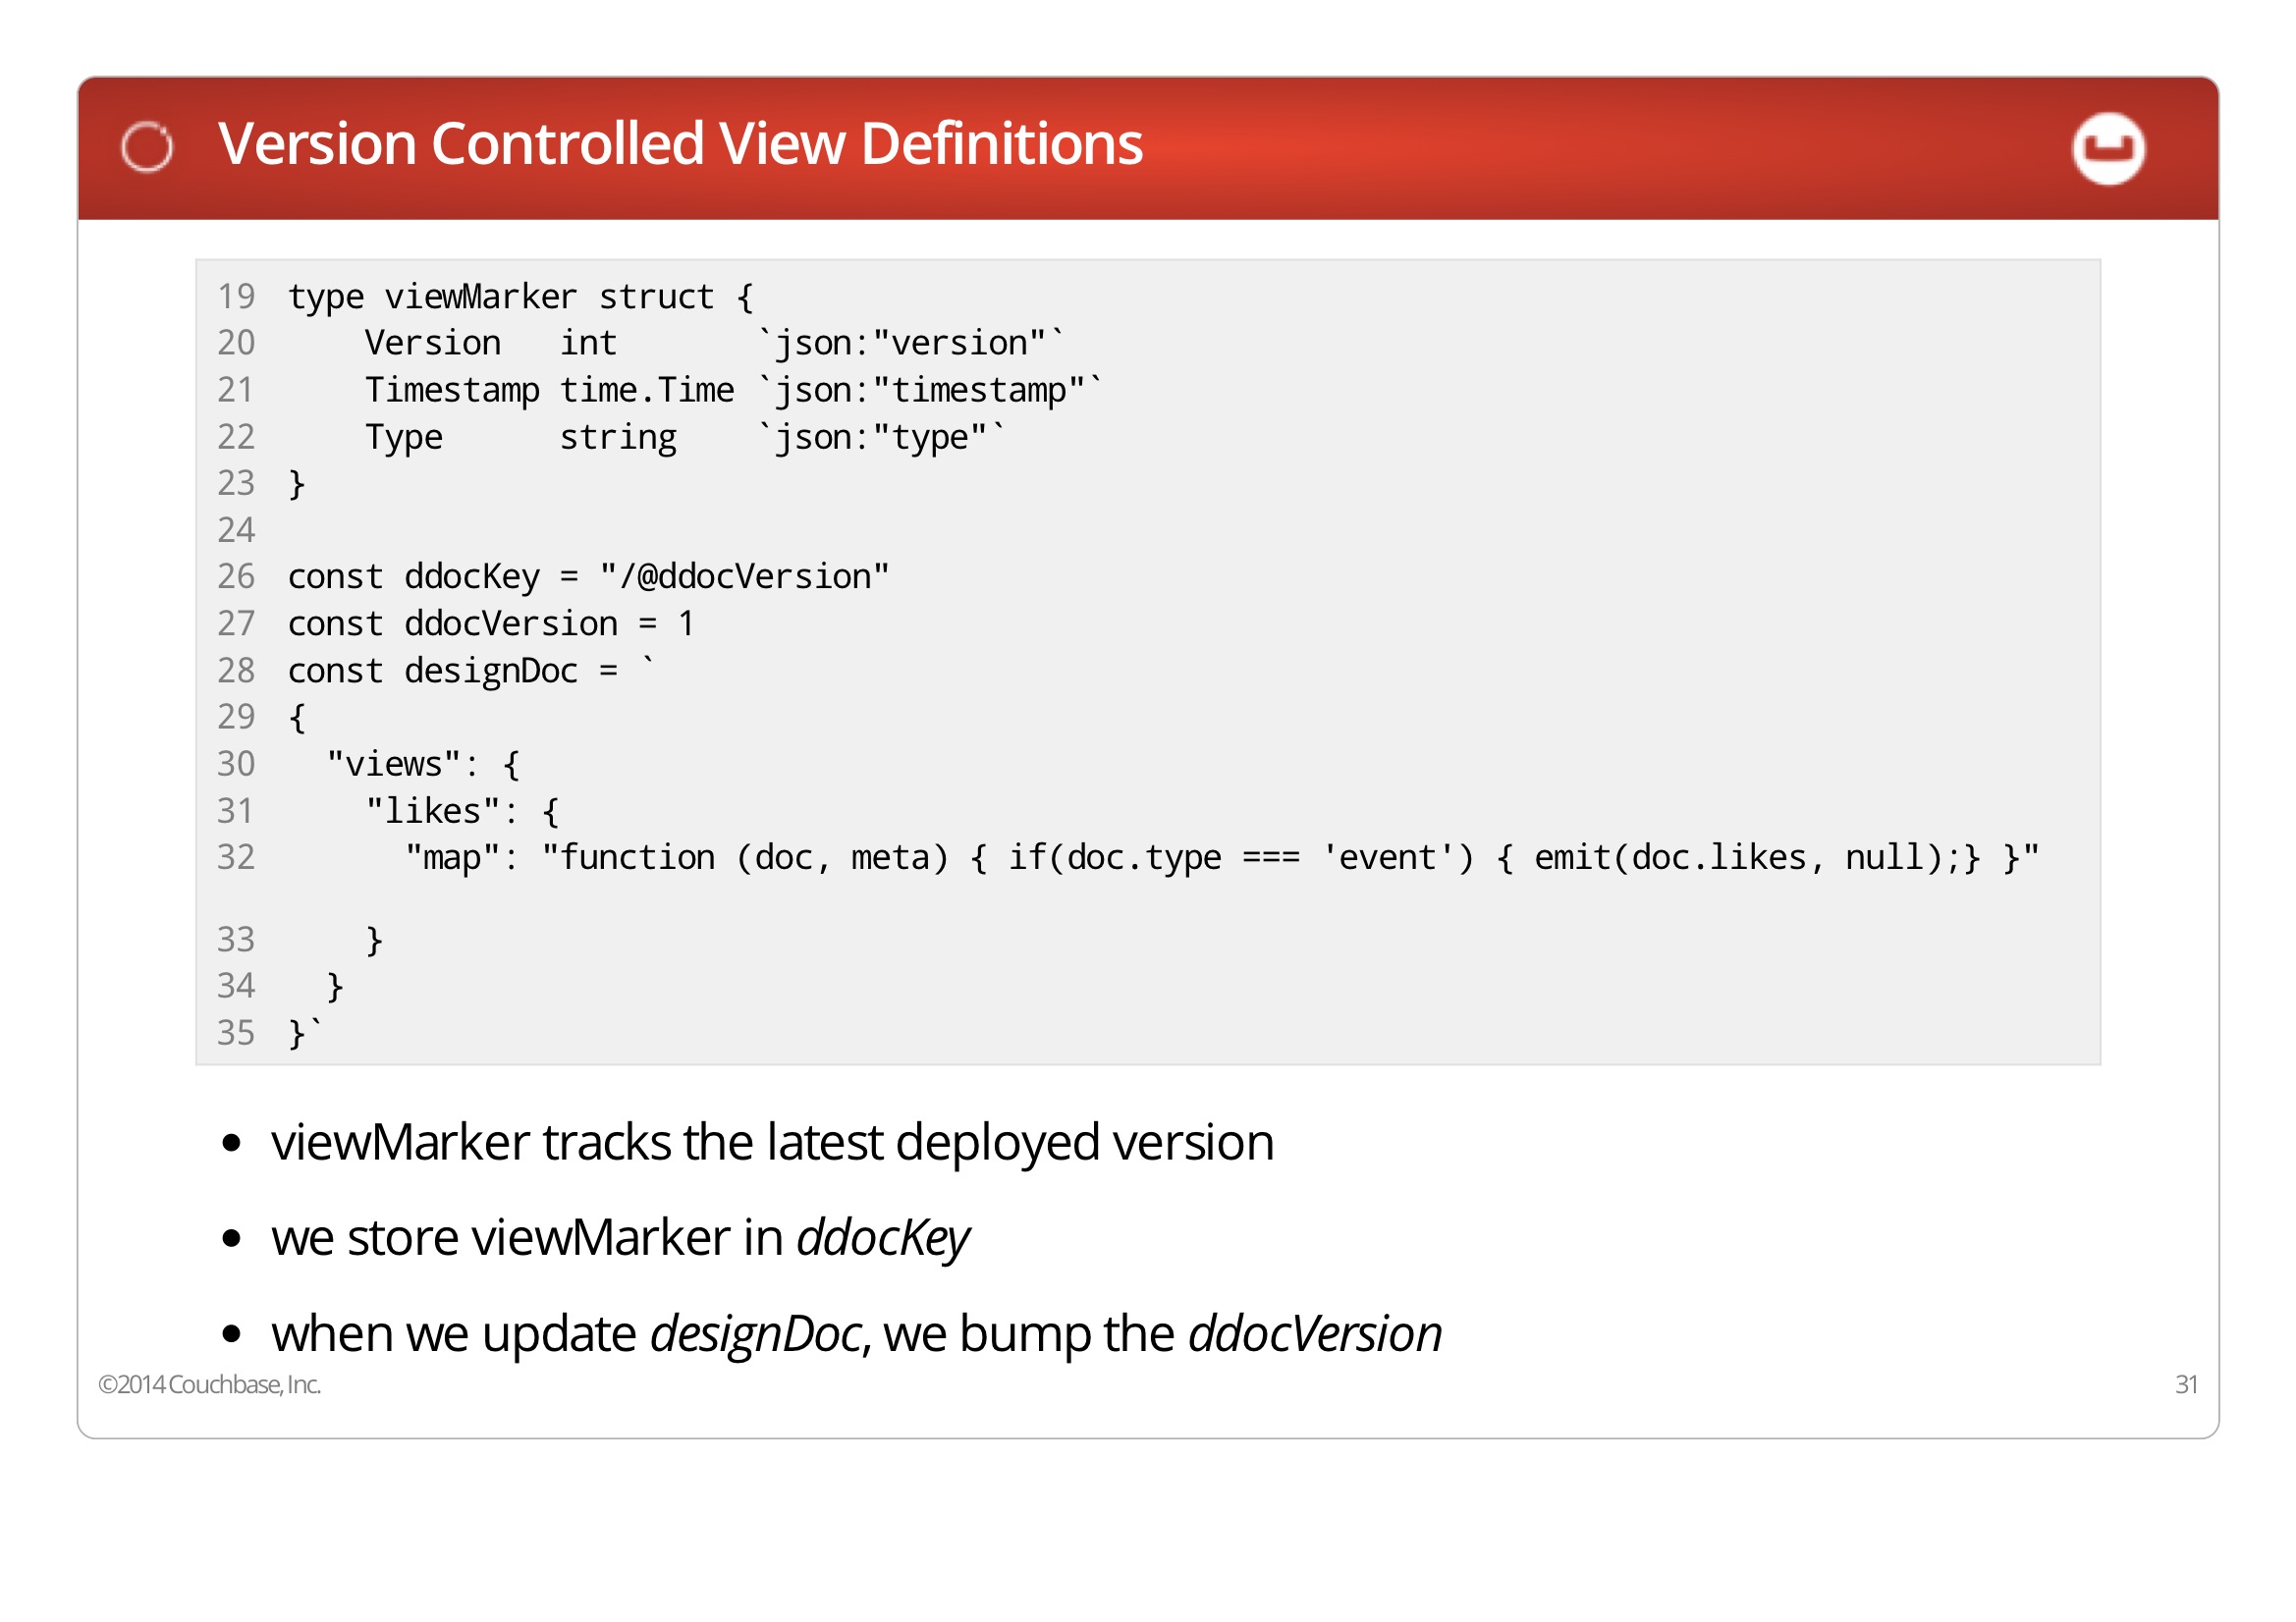 Version Controlled View Definitions
19 type viewMarker struct {
20     Version   int       `json:"version"`
21     Timestamp time.Time `json:"timestamp"`
22     Type      string    `json:"type"`
23 }
24
26 const ddocKey = "/@ddocVersion"
27 const ddocVersion = 1
28 const designDoc = `
29 {
30   "views": {
31     "likes": {
32       "map": "function (doc, meta) { if(doc.type === 'event') { emit(doc.likes, null);} }"
33     }
34   }
35 }`
• viewMarker tracks the latest deployed version
• we store viewMarker in ddocKey
• when we update designDoc, we bump the ddocVersion
©2014 Couchbase, Inc.
31